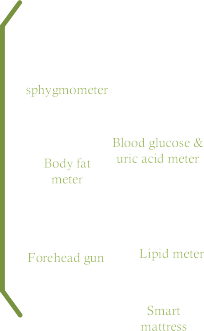 sphygmometer
Blood glucose &
uric acid meter
Body fat
meter
Lipid meter
Forehead gun
Smart
mattress